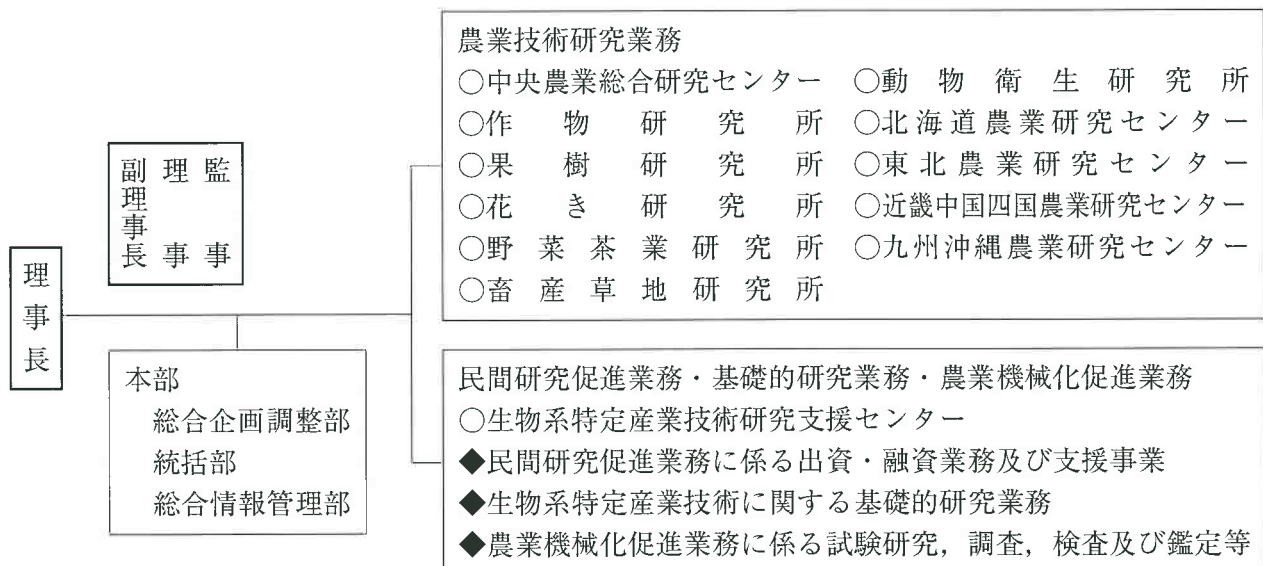 理事長
副理事長
理事
監事
本部
総合企画調整部
統括部
総合情報管理部
農業技術研究業務
○中央農業総合研究センター
○作物研究所
○果樹研究所
○花き研究所
○野菜茶業研究所
○畜産草地研究所
○動物衛生研究所
○北海道農業研究センター
○東北農業研究センター
○近畿中国四国農業研究センター
○九州沖縄農業研究センター
民間研究促進業務・基礎的研究業務・農業機械化促進業務
○生物系特定産業技術研究支援センター
◆民間研究促進業務に係る出資・融資業務及び支援事業
◆生物系特定産業技術に関する基礎的研究業務
◆農業機械化促進業務に係る試験研究，調査，検査及び鑑定等